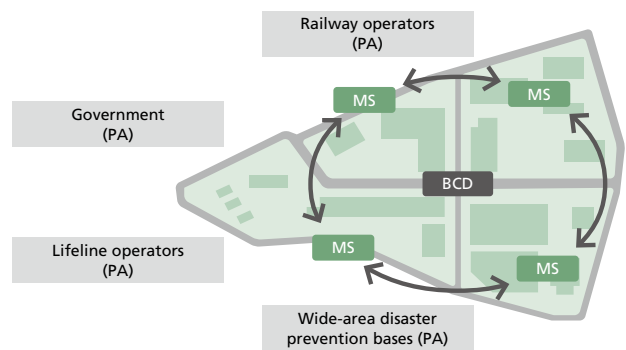 Railway operators
(PA)
MS
MS
Government
(PA)
BCD
Lifeline operators
(PA)
MS
MS
Wide-area disaster
prevention bases (PA)